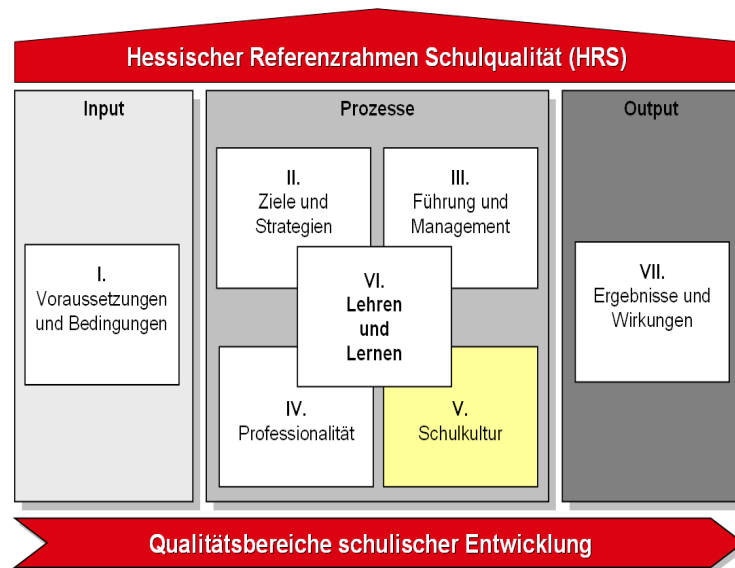 Hessischer Referenzrahmen Schulqualität (HRS)
Input
I.
Voraussetzungen
und Bedingungen
Prozesse
II.
Ziele und
Strategien
III.
Führung und
Management
VI.
Lehren
und
Lernen
IV.
Professionalität
V.
Schulkultur
Output
VII.
Ergebnisse und
Wirkungen
Qualitätsbereiche schulischer Entwicklung